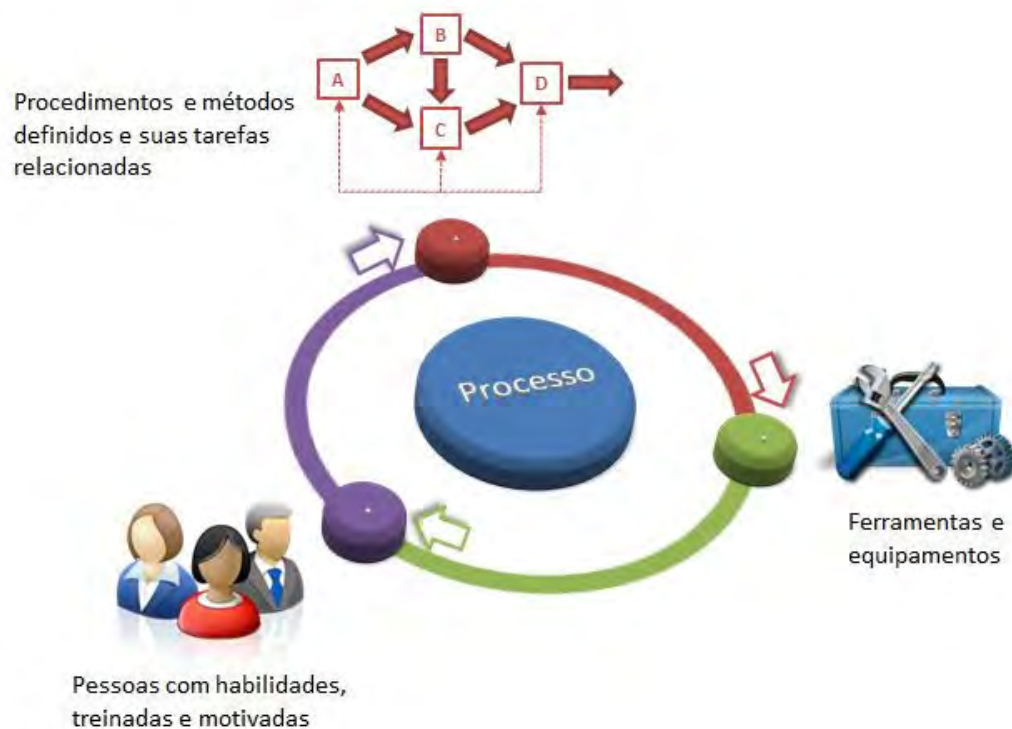 B
A
D
C
Procedimentos e métodos
definidos e suas tarefas
relacionadas
Processo
Ferramentas e
equipamentos
Pessoas com habilidades,
treinadas e motivadas